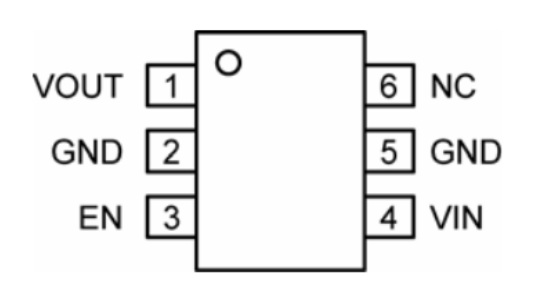 VOUT 1 6 NC
GND 2 5 GND
EN 3 4 VIN